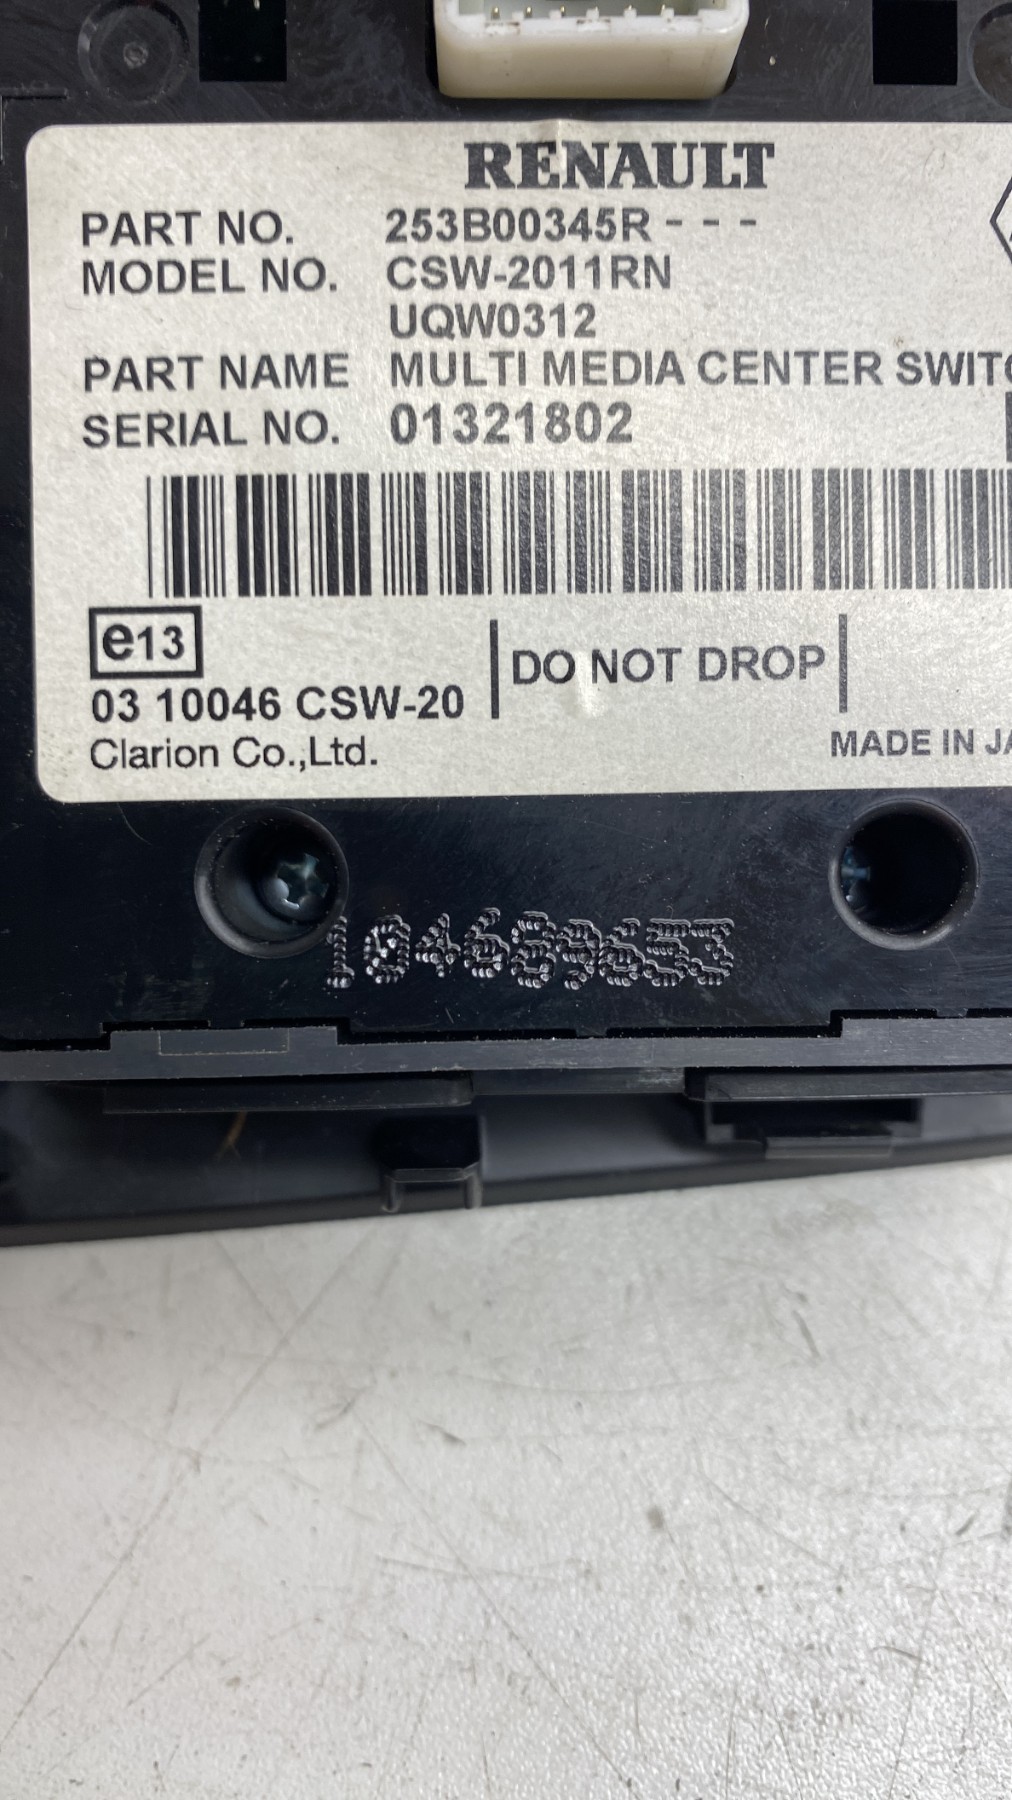 RENAULT
PART NO. 253B00345R - - -
MODEL NO. CSW-2011RN
UQW0312
PART NAME MULTI MEDIA CENTER SWITC
SERIAL NO. 01321802
e13
03 10046 CSW-20
DO NOT DROP
Clarion Co.,Ltd.
MADE IN JA
104689653